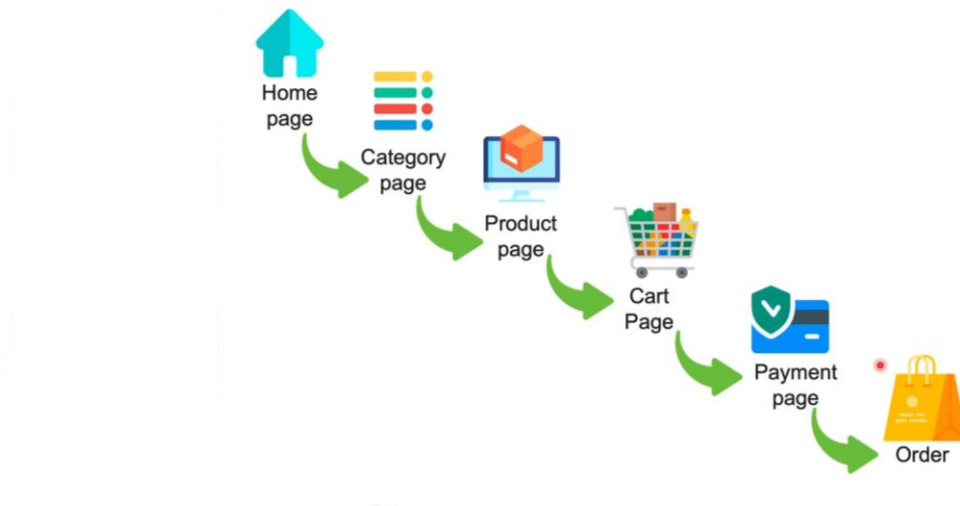 Home
page
Category
page
Product
page
Cart
Page
Payment
page
Order